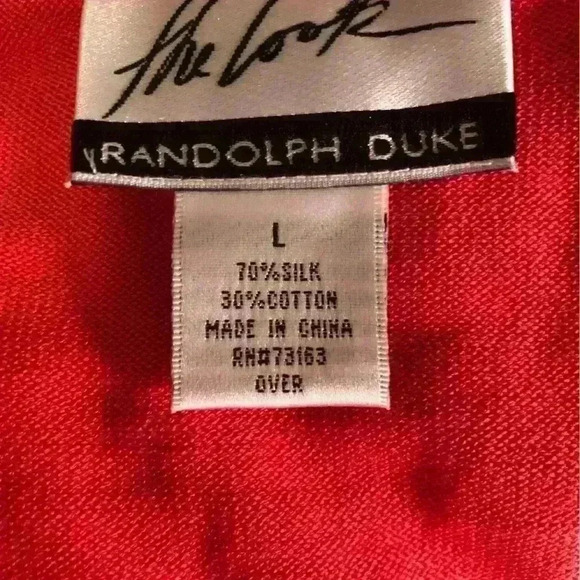 the look
RANDOLPH DUKE
L
70%SILK
30%COTTON
MADE IN CHINA
RN#73163
OVER